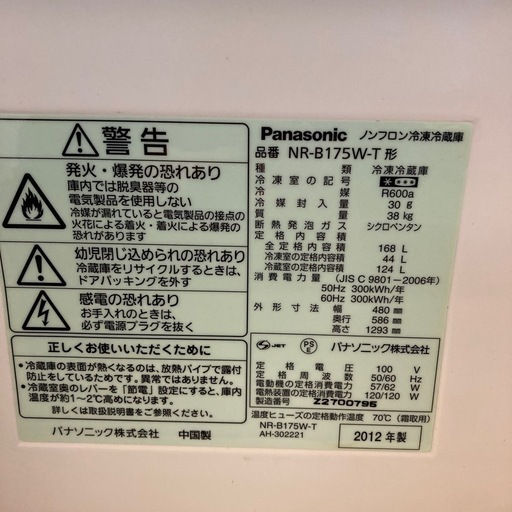 警告
発火・爆発の恐れあり
庫内では脱臭器等の
電気製品を使用しない
冷媒が漏れていると電気製品の接点の
火花による着火・着火による爆発の
恐れがあります
幼児閉じ込められの恐れあり
冷蔵庫をリサイクルするときは、
ドアパッキングを外す
感電の恐れあり
お手入れのときは、
必ず電源プラグを抜く
正しくお使いいただくために
•冷蔵庫の表面が熱くなるのは、放熱パイプで露付
防止をしているためです。異常ではありません。
•冷蔵室奥のレバーを「節電」設定にすると、庫内
温度が約1~2℃高めになります。
詳しくは取扱説明書をご参照ください。
パナソニック株式会社 中国製
Panasonic ノンフロン冷凍冷蔵庫
品番 NR-B175W-T 形
種類 冷凍冷蔵庫
冷凍室の記号
冷媒 R600a
冷媒封入量 30 g
質量 38 kg
断熱発泡ガス シクロペンタン
定格内容積
全定格内容積 168 L
冷凍室の定格内容積 44 L
冷蔵室の定格内容積 124 L
消費電力量 (JIS C 9801-2006年)
50Hz 300kWh/年
60Hz 300kWh/年
外形寸法 幅 480 mm
奥行 586 mm
高さ 1293 mm
JET PS E パナソニック株式会社
定格電圧 100 V
定格周波数 50/60 Hz
電動機の定格消費電力 57/62 W
電熱装置の定格消費電力 120/120 W
製造番号 Z2700795
温度ヒューズの定格動作温度 70℃ (霜取用)
NR-B175W-T
AH-302221
2012 年製